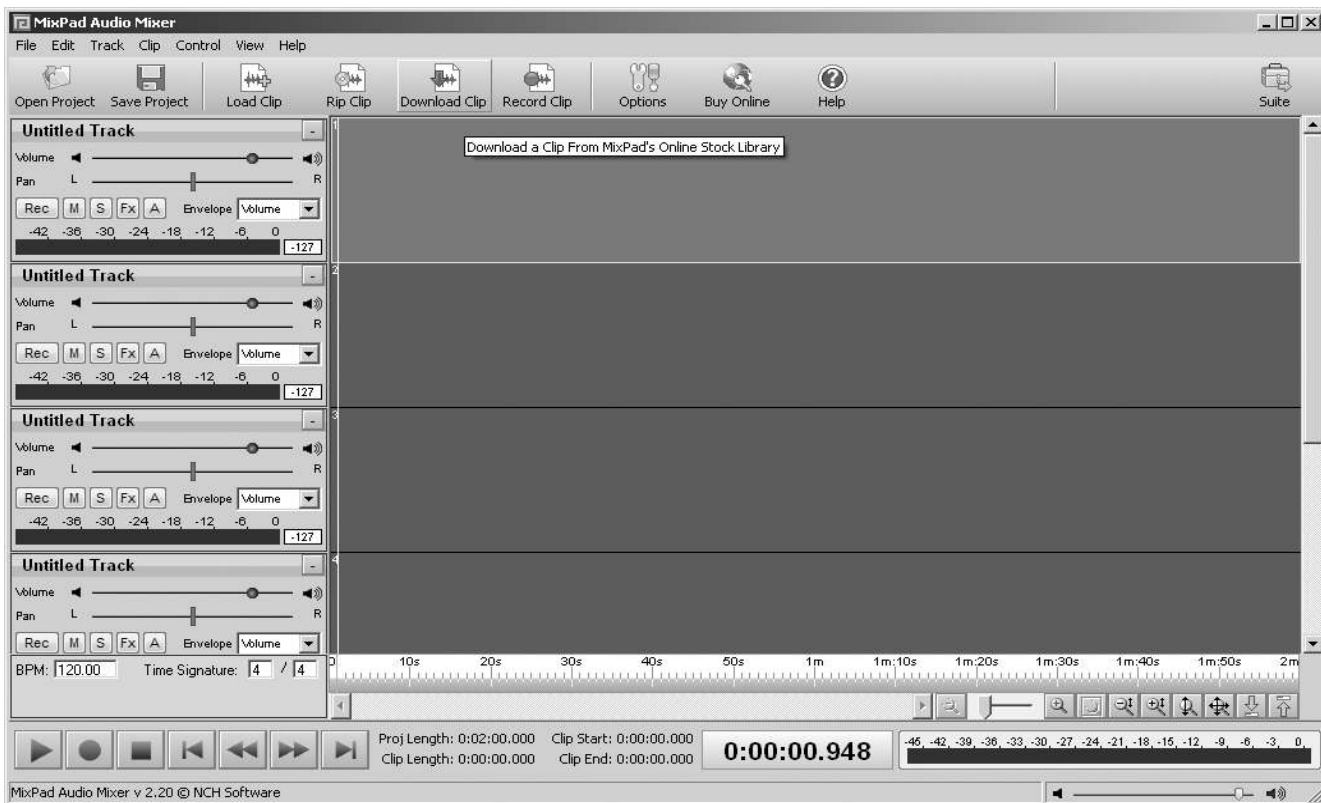 MixPad Audio Mixer
File Edit Track Clip Control View Help
Open Project Save Project Load Clip Rip Clip Download Clip Record Clip Options Buy Online Help Suite
Download a Clip From MixPad's Online Stock Library
Untitled Track - 1
Volume
Pan L R
Rec M S Fx A Envelope Volume
-42 -36 -30 -24 -18 -12 -6 0
-127
Untitled Track - 2
Volume
Pan L R
Rec M S Fx A Envelope Volume
-42 -36 -30 -24 -18 -12 -6 0
-127
Untitled Track - 3
Volume
Pan L R
Rec M S Fx A Envelope Volume
-42 -36 -30 -24 -18 -12 -6 0
-127
Untitled Track - 4
Volume
Pan L R
Rec M S Fx A Envelope Volume
BPM: 120.00 Time Signature: 4 / 4
0 10s 20s 30s 40s 50s 1m 1m:10s 1m:20s 1m:30s 1m:40s 1m:50s 2m
Proj Length: 0:02:00.000 Clip Start: 0:00:00.000
Clip Length: 0:00:00.000 Clip End: 0:00:00.000
0:00:00.948
-45 -42 -39 -36 -33 -30 -27 -24 -21 -18 -15 -12 -9 -6 -3 0
MixPad Audio Mixer v 2.20 © NCH Software